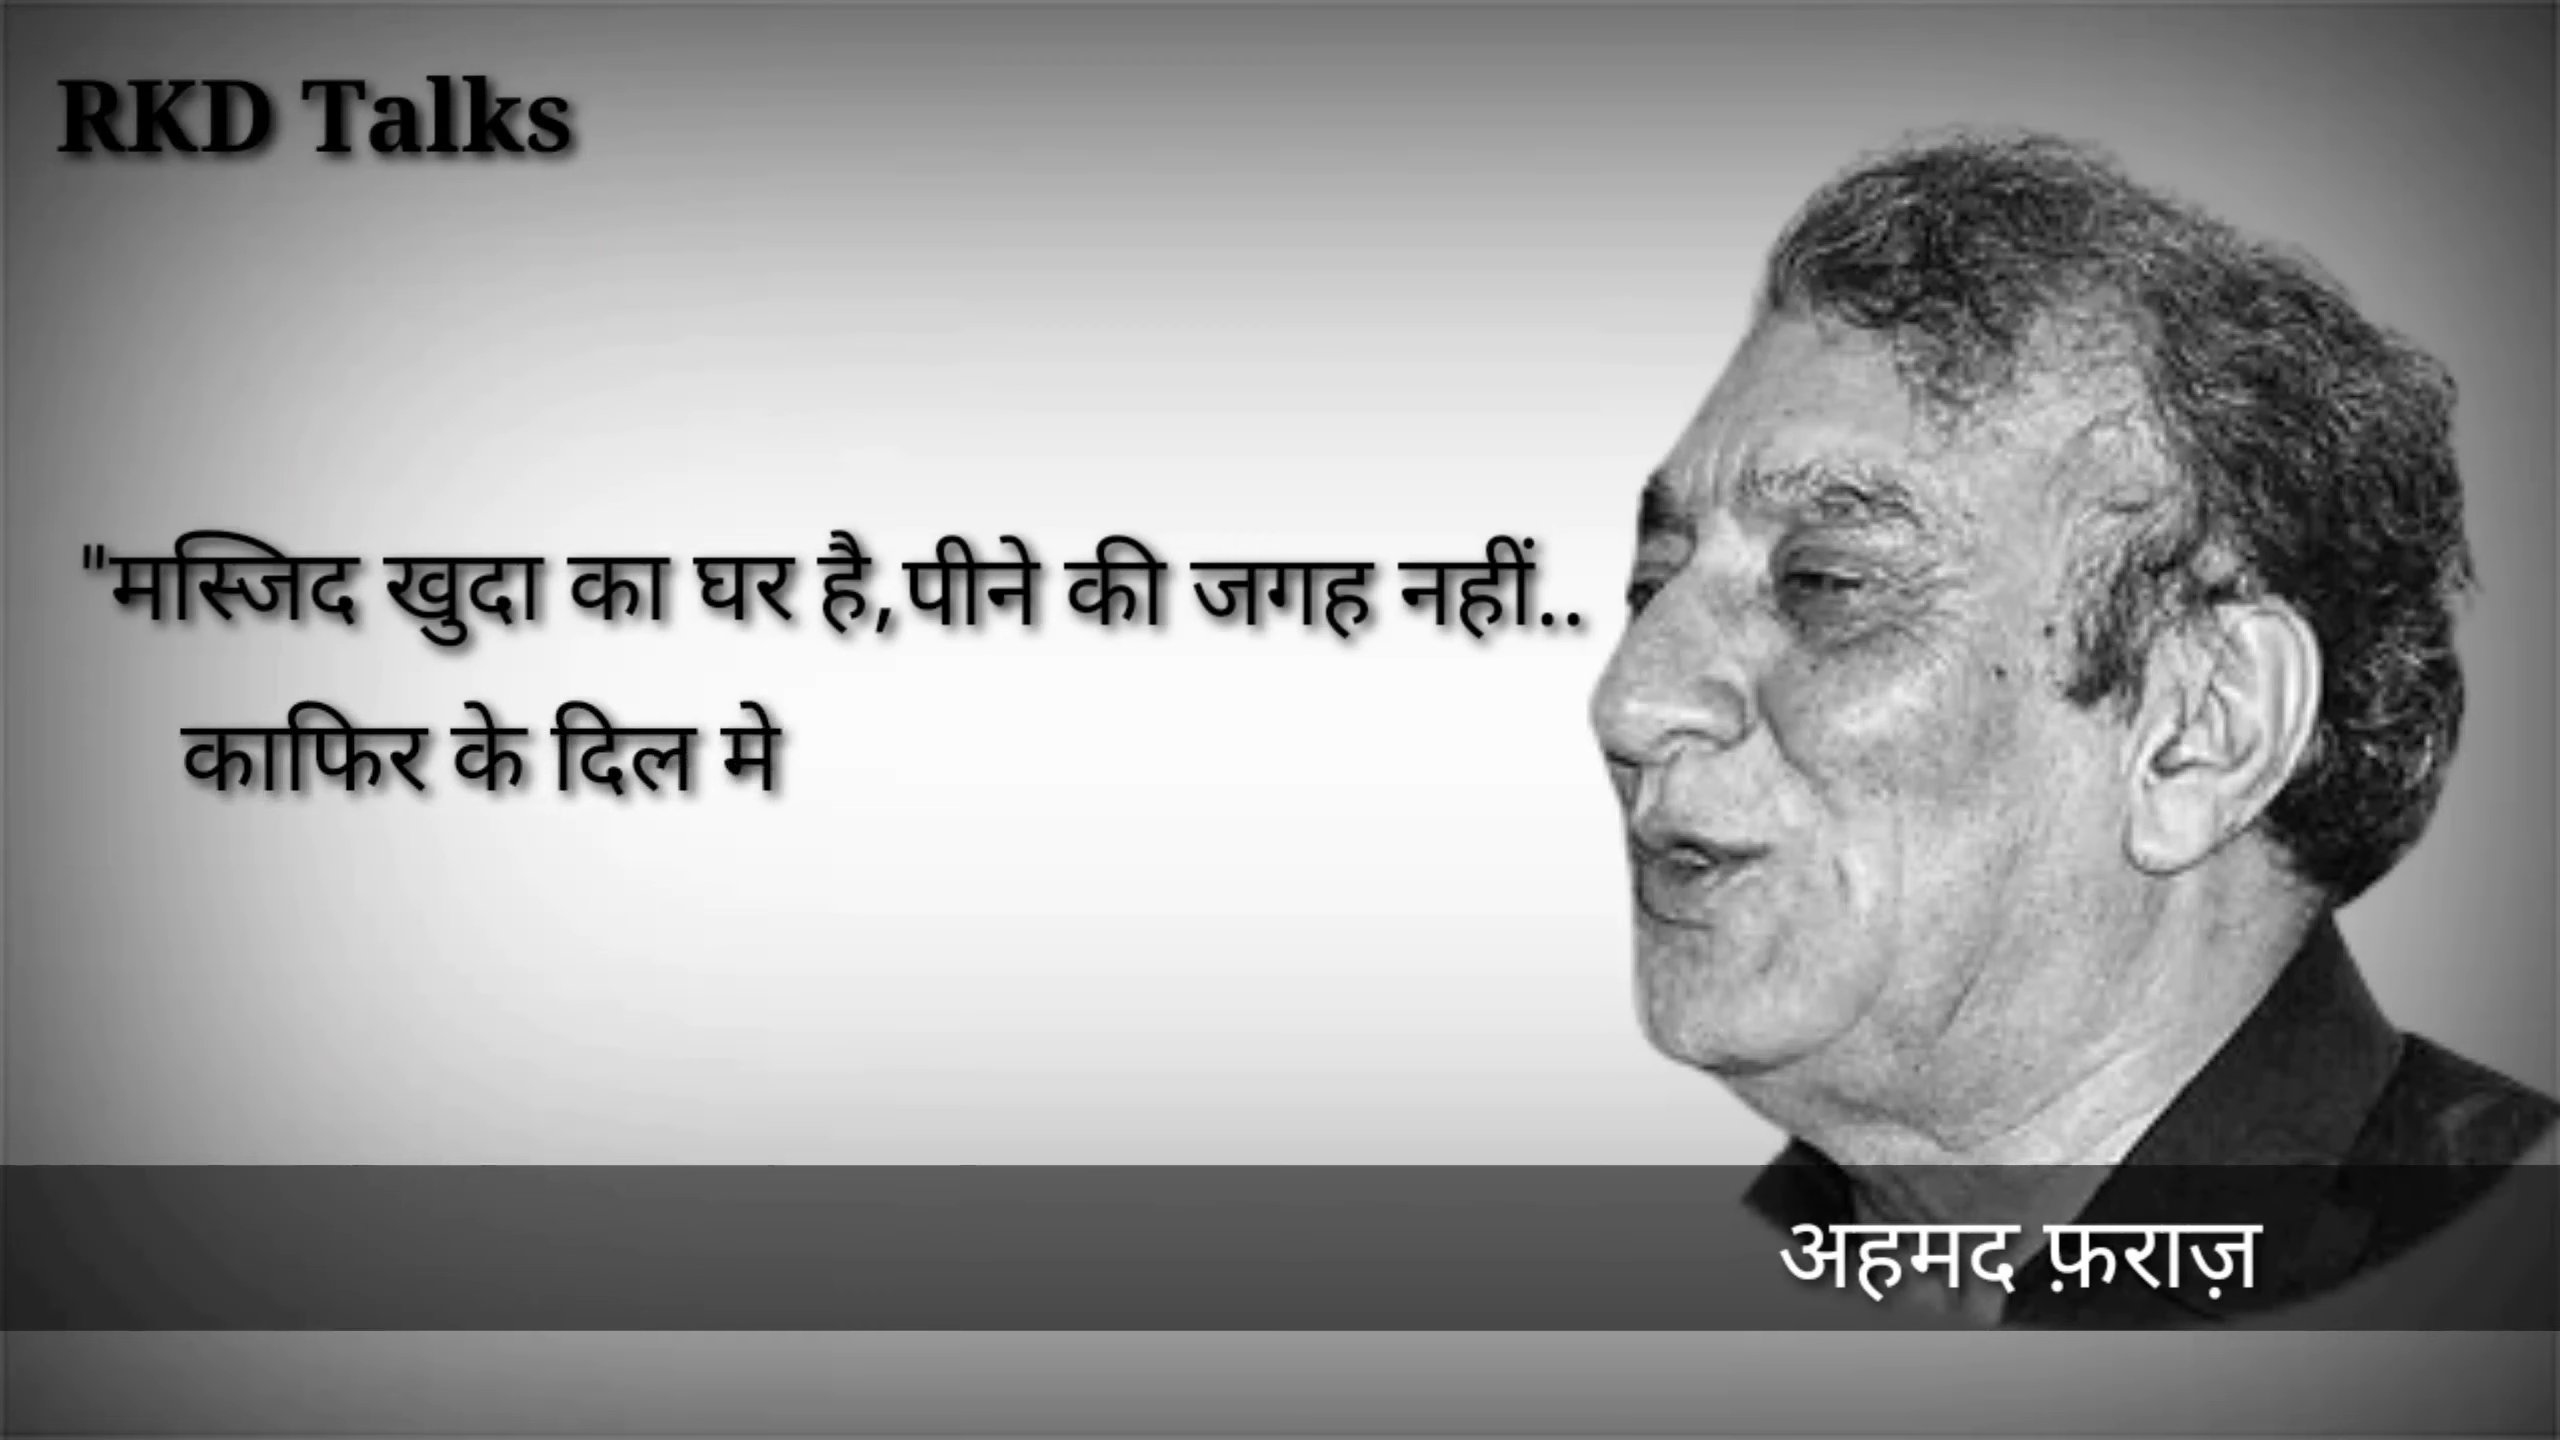 RKD Talks
"मस्जिद खुदा का घर है,पीने की जगह नहीं..
काफिर के दिल मे
अहमद फ़राज़